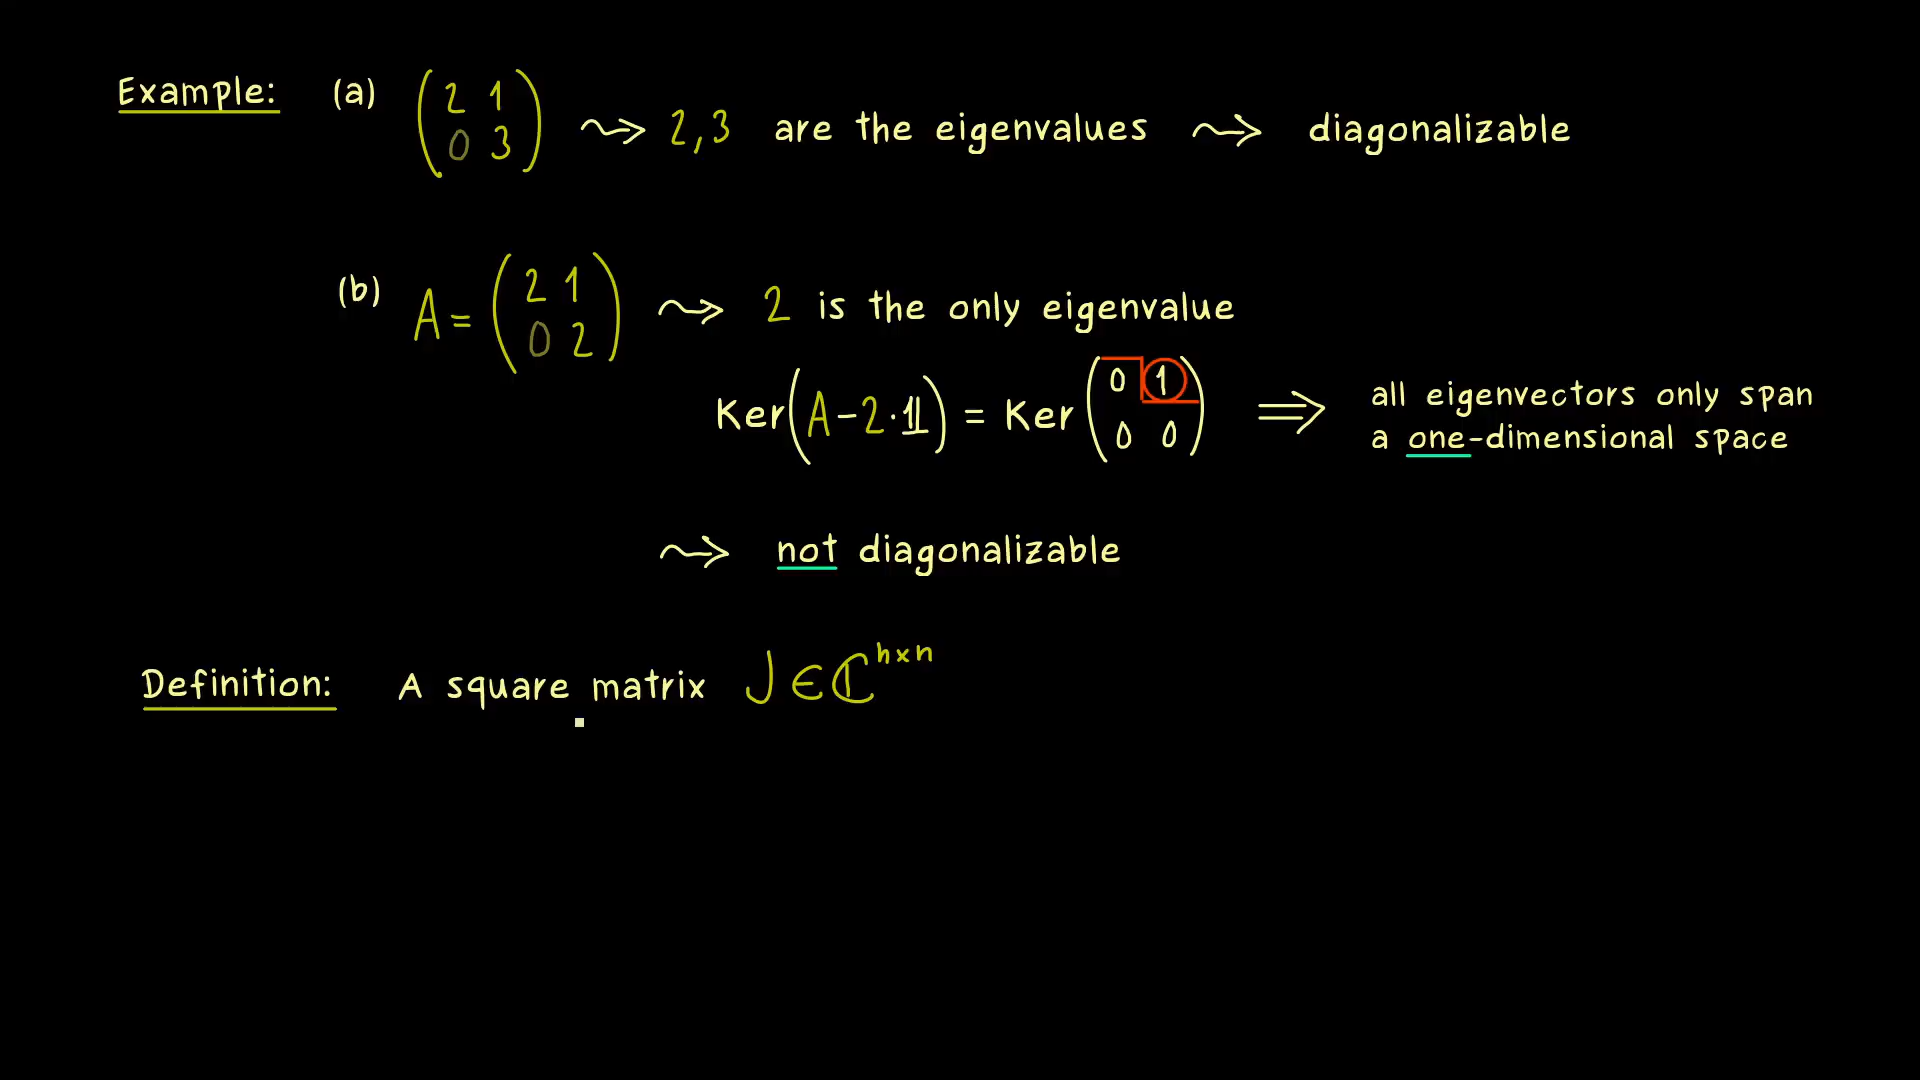 Example: (a) (2 1; 0 3) ⇝ 2,3 are the eigenvalues ⇝ diagonalizable
(b) A = (2 1; 0 2) ⇝ 2 is the only eigenvalue
Ker(A-2·𝟙) = Ker(0 1; 0 0) ⟹ all eigenvectors only span
a one-dimensional space
⇝ not diagonalizable
Definition: A square matrix J ∈ ℂ^{n×n}